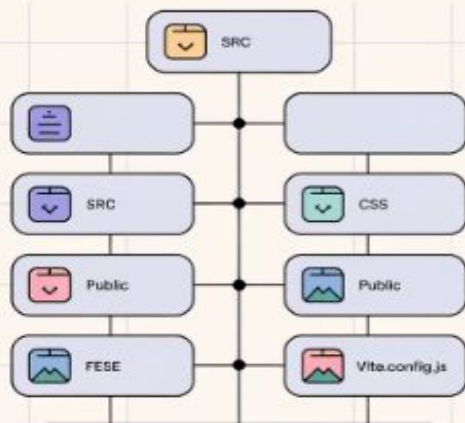 SRC
SRC
CSS
Public
Public
FESE
Vite.config.js